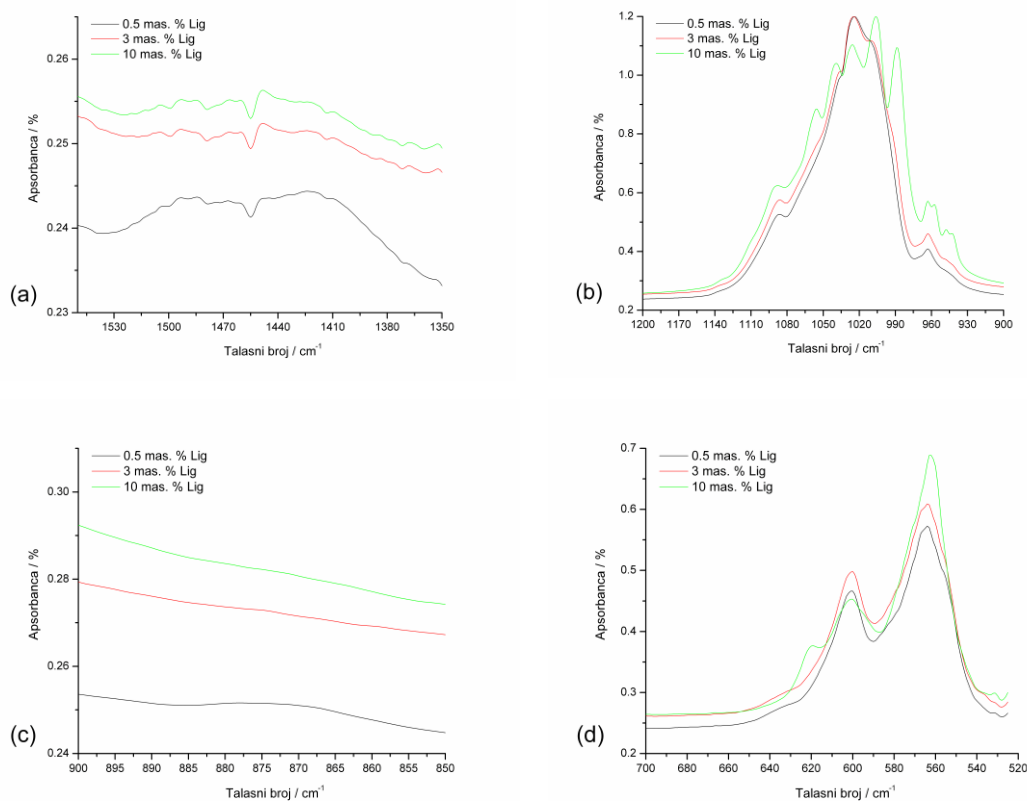 0.5 mas. % Lig
3 mas. % Lig
10 mas. % Lig
0.26
0.25
0.24
0.23
Apsorbanca / %
1530 1500 1470 1440 1410 1380 1350
Talasni broj / cm⁻¹
(a)
0.5 mas. % Lig
3 mas. % Lig
10 mas. % Lig
1.2
1.0
0.8
0.6
0.4
0.2
Apsorbanca / %
1200 1170 1140 1110 1080 1050 1020 990 960 930 900
Talasni broj / cm⁻¹
(b)
0.5 mas. % Lig
3 mas. % Lig
10 mas. % Lig
0.30
0.28
0.26
0.24
Apsorbanca / %
900 895 890 885 880 875 870 865 860 855 850
Talasni broj / cm⁻¹
(c)
0.5 mas. % Lig
3 mas. % Lig
10 mas. % Lig
0.7
0.6
0.5
0.4
0.3
0.2
Apsorbanca / %
700 680 660 640 620 600 580 560 540 520
Talasni broj / cm⁻¹
(d)